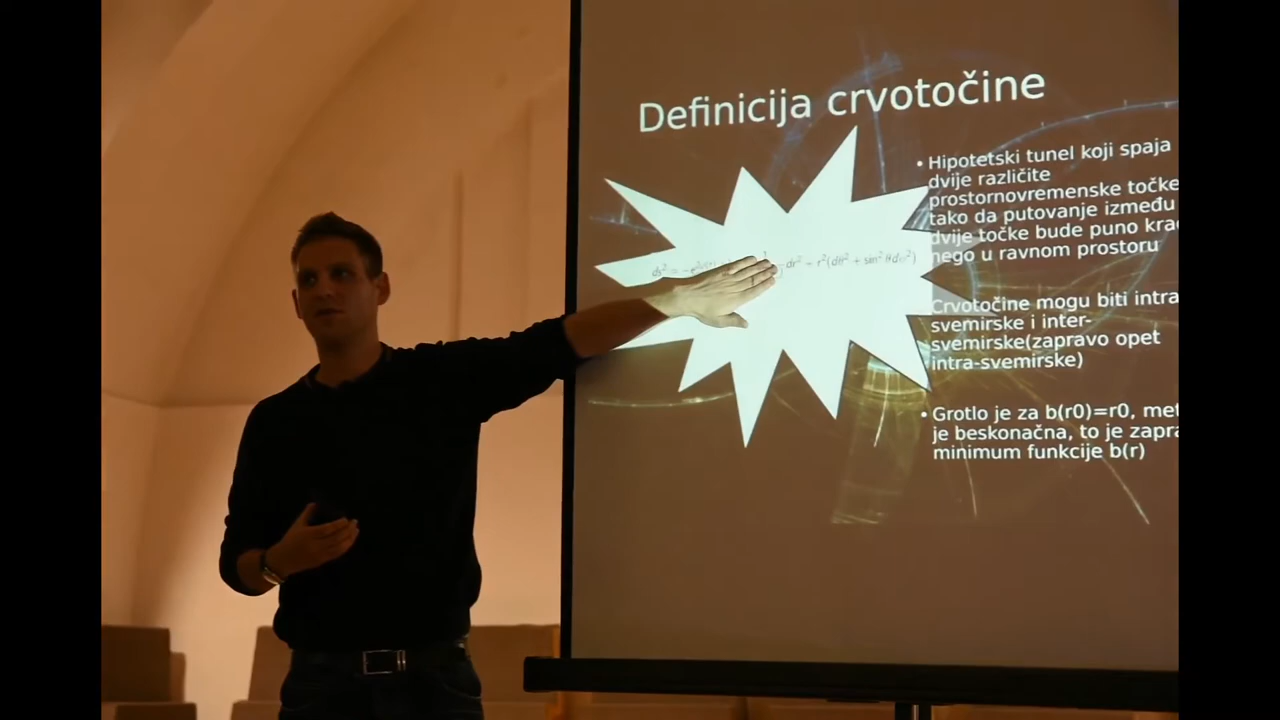 Definicija crvotočine
• Hipotetski tunel koji spaja
dvije različite
prostornovremenske točke
tako da putovanje između
dvije točke bude puno
nego u ravnom prostoru
Crvotočine mogu biti intra
svemirske i inter-
svemirske(zapravo opet
intra-svemirske)
• Grotlo je za b(r0)=r0,
je beskonačna, to je
minimum funkcije b(r)